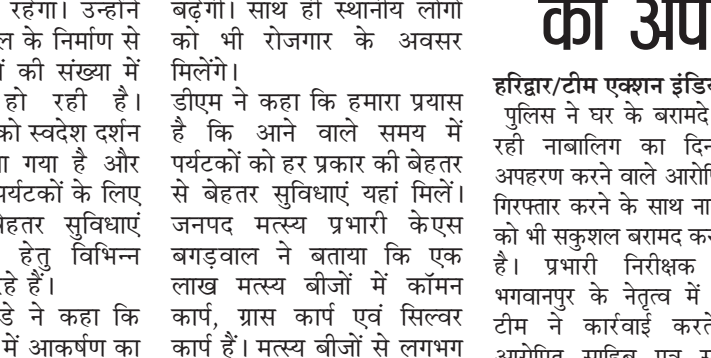 रहेगा। उन्होंने
के निर्माण से
की संख्या में
हो रही है।
को स्वदेश दर्शन
गया है और
पर्यटकों के लिए
बेहतर सुविधाएं
हेतु विभिन्न
रहे हैं।
ने कहा कि
में आकर्षण का
बढ़ेगी। साथ ही स्थानीय लोगों
को भी रोजगार के अवसर
मिलेंगे।
डीएम ने कहा कि हमारा प्रयास
है कि आने वाले समय में
पर्यटकों को हर प्रकार की बेहतर
से बेहतर सुविधाएं यहां मिलें।
जनपद मत्स्य प्रभारी केएस
बगड़वाल ने बताया कि एक
लाख मत्स्य बीजों में कॉमन
कार्प, ग्रास कार्प एवं सिल्वर
कार्प हैं। मत्स्य बीजों से लगभग
का अप
हरिद्वार/टीम एक्शन इंडिय
पुलिस ने घर के बरामदे
रही नाबालिग का दिन
अपहरण करने वाले आरोपि
गिरफ्तार करने के साथ ना
को भी सकुशल बरामद कर
है। प्रभारी निरीक्षक
भगवानपुर के नेतृत्व में
टीम ने कार्रवाई करते